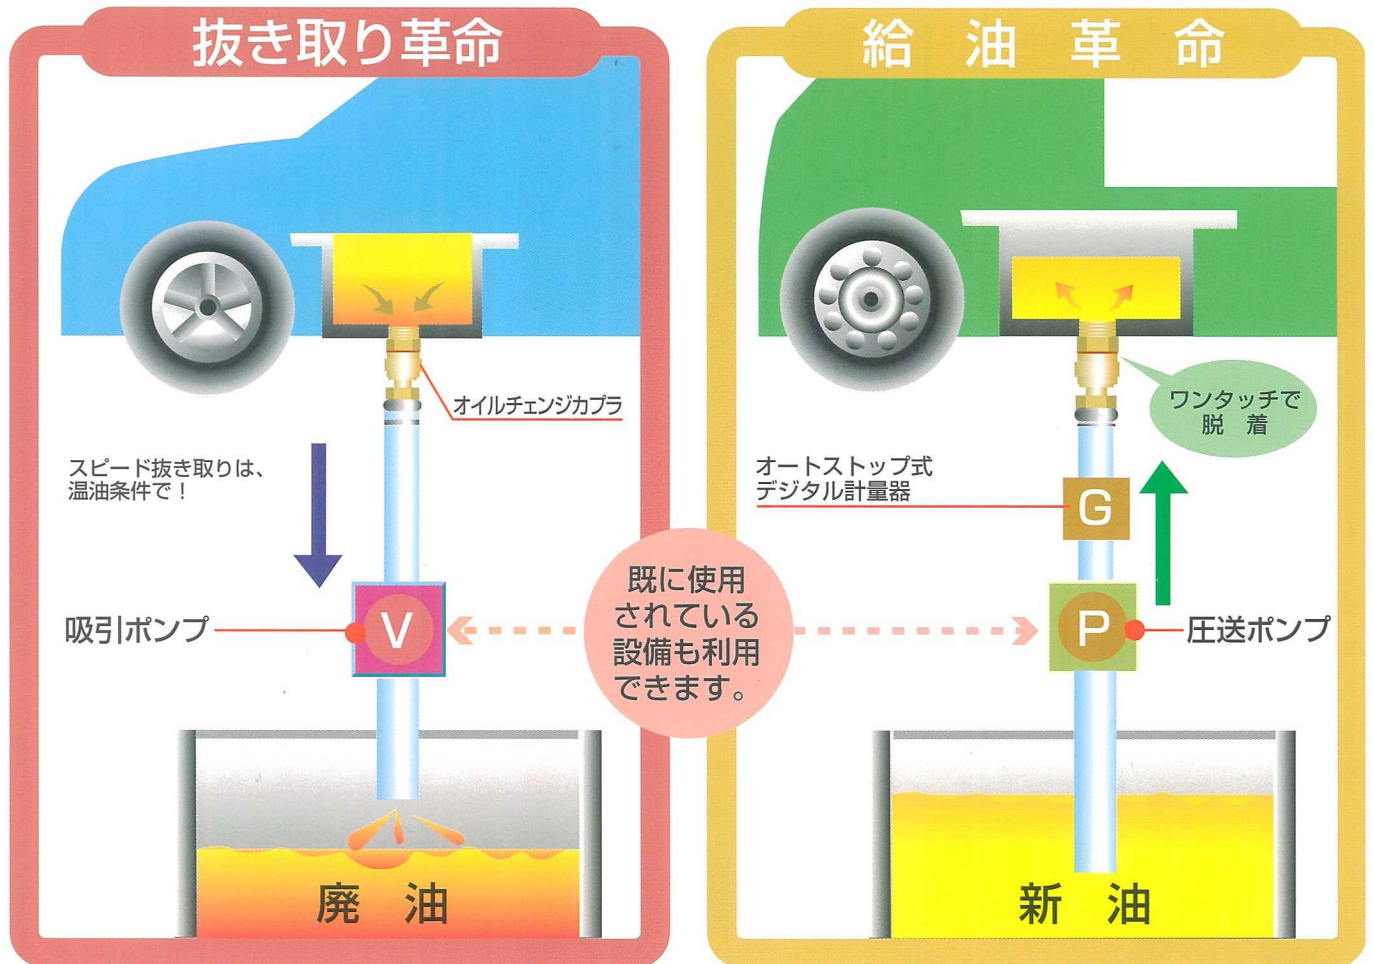 抜き取り革命
オイルチェンジカプラ
スピード抜き取りは、
温油条件で！
吸引ポンプ
V
廃 油
既に使用
されている
設備も利用
できます。
給 油 革 命
ワンタッチで
脱 着
オートストップ式
デジタル計量器
G
P
圧送ポンプ
新 油